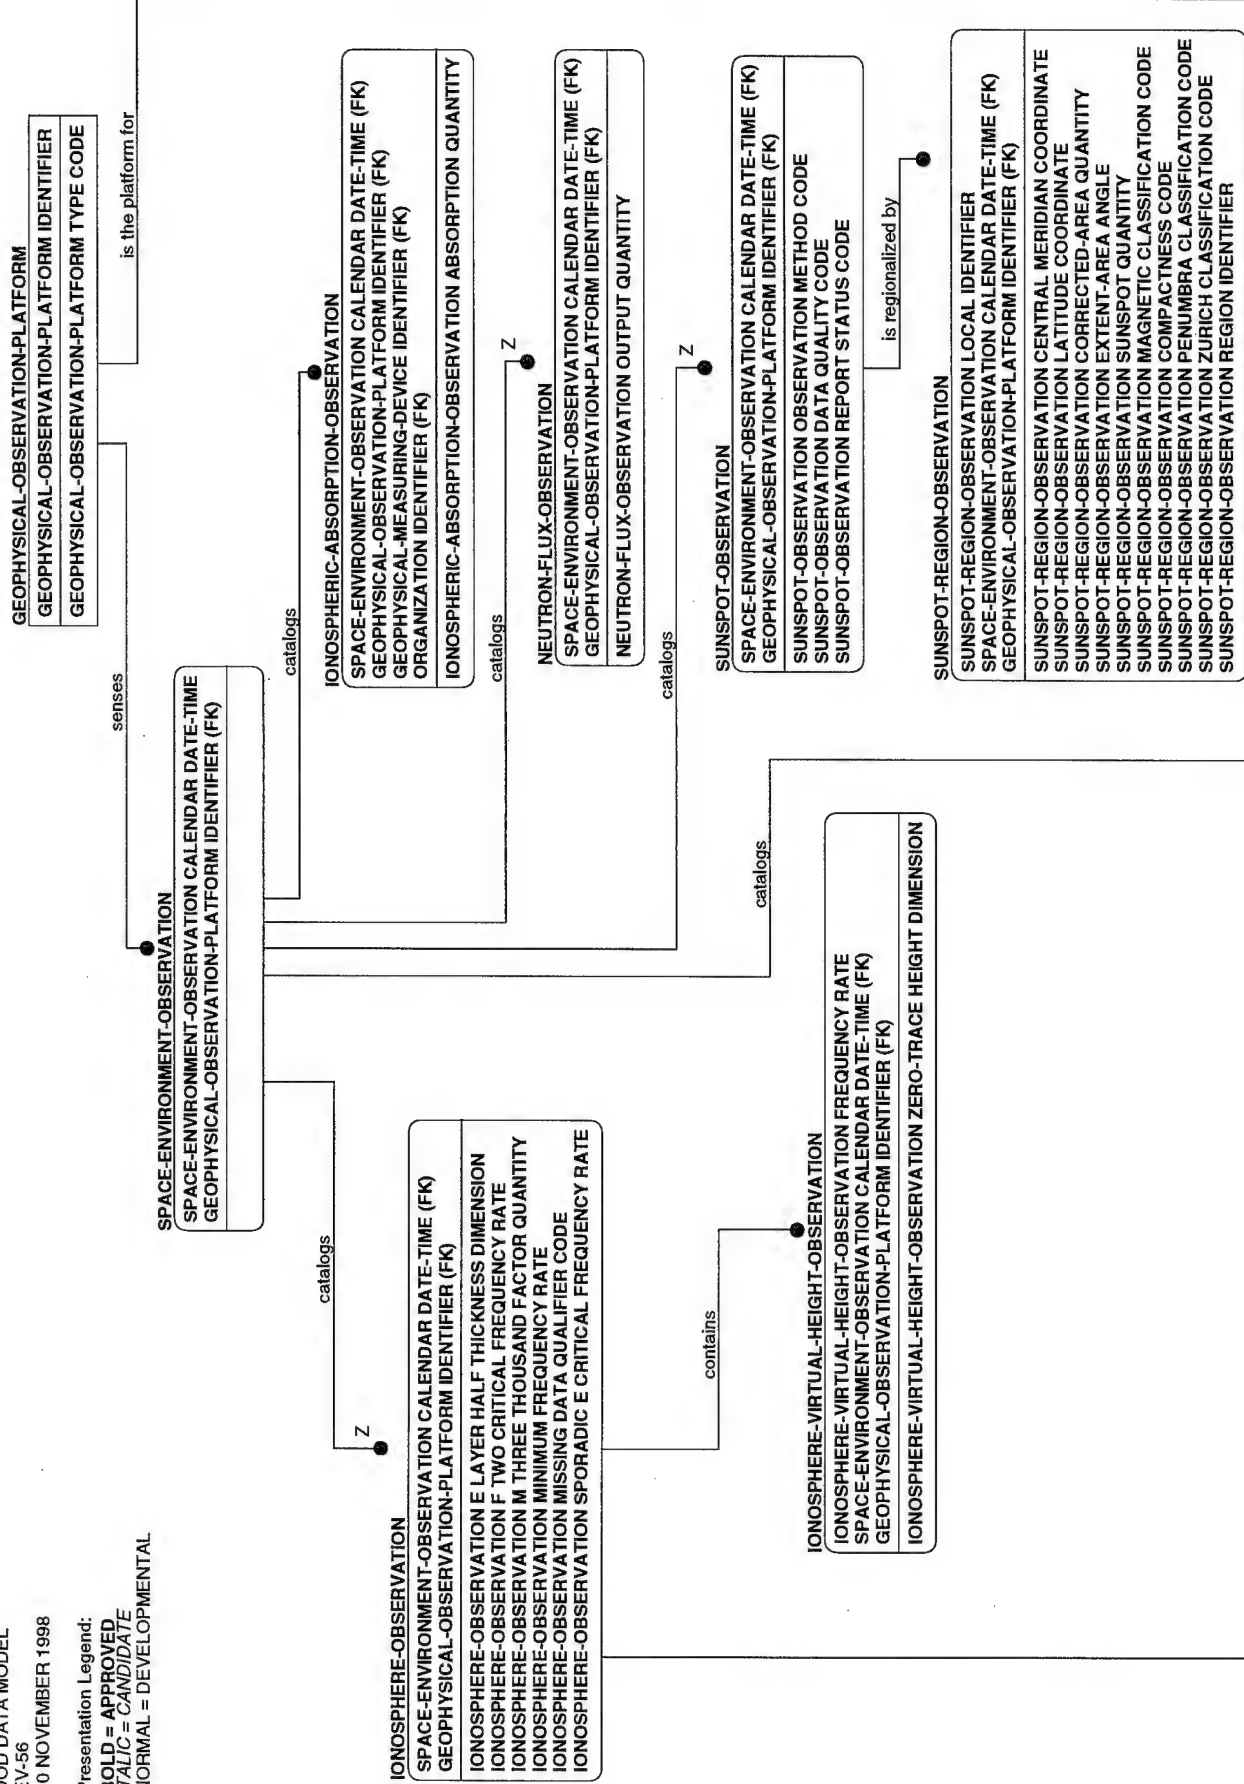 DOD DATA MODEL
EV-56
0 NOVEMBER 1998
Presentation Legend:
BOLD = APPROVED
ITALIC = CANDIDATE
NORMAL = DEVELOPMENTAL
GEOPHYSICAL-OBSERVATION-PLATFORM
GEOPHYSICAL-OBSERVATION-PLATFORM IDENTIFIER
GEOPHYSICAL-OBSERVATION-PLATFORM TYPE CODE
is the platform for
senses
SPACE-ENVIRONMENT-OBSERVATION
SPACE-ENVIRONMENT-OBSERVATION CALENDAR DATE-TIME
GEOPHYSICAL-OBSERVATION-PLATFORM IDENTIFIER (FK)
catalogs
IONOSPHERIC-ABSORPTION-OBSERVATION
SPACE-ENVIRONMENT-OBSERVATION CALENDAR DATE-TIME (FK)
GEOPHYSICAL-OBSERVATION-PLATFORM IDENTIFIER (FK)
GEOPHYSICAL-MEASURING-DEVICE IDENTIFIER (FK)
ORGANIZATION IDENTIFIER (FK)
IONOSPHERIC-ABSORPTION-OBSERVATION ABSORPTION QUANTITY
catalogs
Z
NEUTRON-FLUX-OBSERVATION
SPACE-ENVIRONMENT-OBSERVATION CALENDAR DATE-TIME (FK)
GEOPHYSICAL-OBSERVATION-PLATFORM IDENTIFIER (FK)
NEUTRON-FLUX-OBSERVATION OUTPUT QUANTITY
catalogs
Z
SUNSPOT-OBSERVATION
SPACE-ENVIRONMENT-OBSERVATION CALENDAR DATE-TIME (FK)
GEOPHYSICAL-OBSERVATION-PLATFORM IDENTIFIER (FK)
SUNSPOT-OBSERVATION OBSERVATION METHOD CODE
SUNSPOT-OBSERVATION DATA QUALITY CODE
SUNSPOT-OBSERVATION REPORT STATUS CODE
is regionalized by
SUNSPOT-REGION-OBSERVATION
SUNSPOT-REGION-OBSERVATION LOCAL IDENTIFIER
SPACE-ENVIRONMENT-OBSERVATION CALENDAR DATE-TIME (FK)
GEOPHYSICAL-OBSERVATION-PLATFORM IDENTIFIER (FK)
SUNSPOT-REGION-OBSERVATION CENTRAL MERIDIAN COORDINATE
SUNSPOT-REGION-OBSERVATION LATITUDE COORDINATE
SUNSPOT-REGION-OBSERVATION CORRECTED-AREA QUANTITY
SUNSPOT-REGION-OBSERVATION EXTENT-AREA ANGLE
SUNSPOT-REGION-OBSERVATION SUNSPOT QUANTITY
SUNSPOT-REGION-OBSERVATION MAGNETIC CLASSIFICATION CODE
SUNSPOT-REGION-OBSERVATION COMPACTNESS CODE
SUNSPOT-REGION-OBSERVATION PENUMBRA CLASSIFICATION CODE
SUNSPOT-REGION-OBSERVATION ZURICH CLASSIFICATION CODE
SUNSPOT-REGION-OBSERVATION REGION IDENTIFIER
catalogs
catalogs
Z
IONOSPHERE-OBSERVATION
SPACE-ENVIRONMENT-OBSERVATION CALENDAR DATE-TIME (FK)
GEOPHYSICAL-OBSERVATION-PLATFORM IDENTIFIER (FK)
IONOSPHERE-OBSERVATION E LAYER HALF THICKNESS DIMENSION
IONOSPHERE-OBSERVATION F TWO CRITICAL FREQUENCY RATE
IONOSPHERE-OBSERVATION M THREE THOUSAND FACTOR QUANTITY
IONOSPHERE-OBSERVATION MINIMUM FREQUENCY RATE
IONOSPHERE-OBSERVATION MISSING DATA QUALIFIER CODE
IONOSPHERE-OBSERVATION SPORADIC E CRITICAL FREQUENCY RATE
contains
IONOSPHERE-VIRTUAL-HEIGHT-OBSERVATION
IONOSPHERE-VIRTUAL-HEIGHT-OBSERVATION FREQUENCY RATE
SPACE-ENVIRONMENT-OBSERVATION CALENDAR DATE-TIME (FK)
GEOPHYSICAL-OBSERVATION-PLATFORM IDENTIFIER (FK)
IONOSPHERE-VIRTUAL-HEIGHT-OBSERVATION ZERO-TRACE HEIGHT DIMENSION